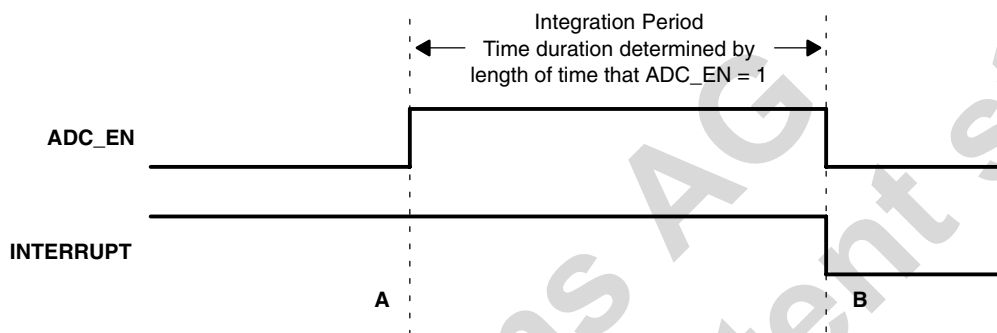 Integration Period
Time duration determined by
length of time that ADC_EN = 1
ADC_EN
INTERRUPT
A
B